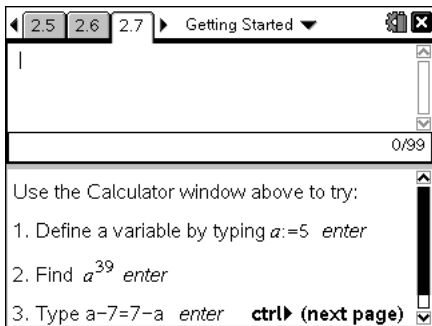 2.5 2.6 2.7 Getting Started
0/99
Use the Calculator window above to try:
1. Define a variable by typing a:=5 enter
2. Find a³⁹ enter
3. Type a–7=7–a enter ctrl▶ (next page)